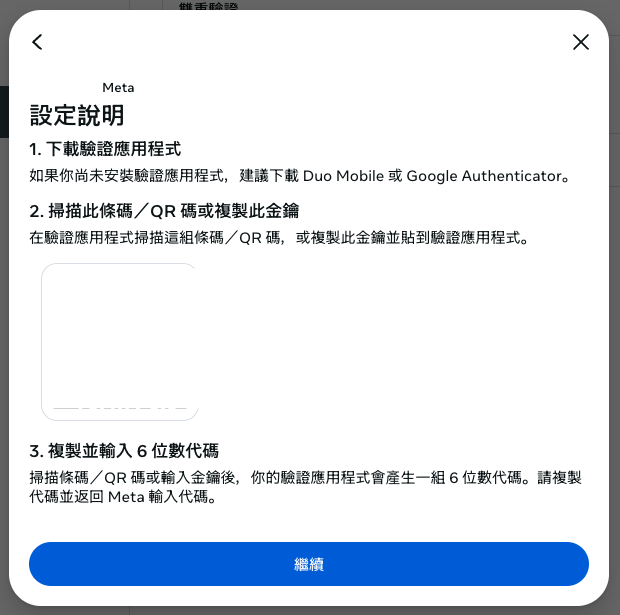 雙重驗證
Meta
設定說明
1. 下載驗證應用程式
如果你尚未安裝驗證應用程式，建議下載 Duo Mobile 或 Google Authenticator。
2. 掃描此條碼／QR 碼或複製此金鑰
在驗證應用程式掃描這組條碼／QR 碼，或複製此金鑰並貼到驗證應用程式。
3. 複製並輸入 6 位數代碼
掃描條碼／QR 碼或輸入金鑰後，你的驗證應用程式會產生一組 6 位數代碼。請複製
代碼並返回 Meta 輸入代碼。
繼續